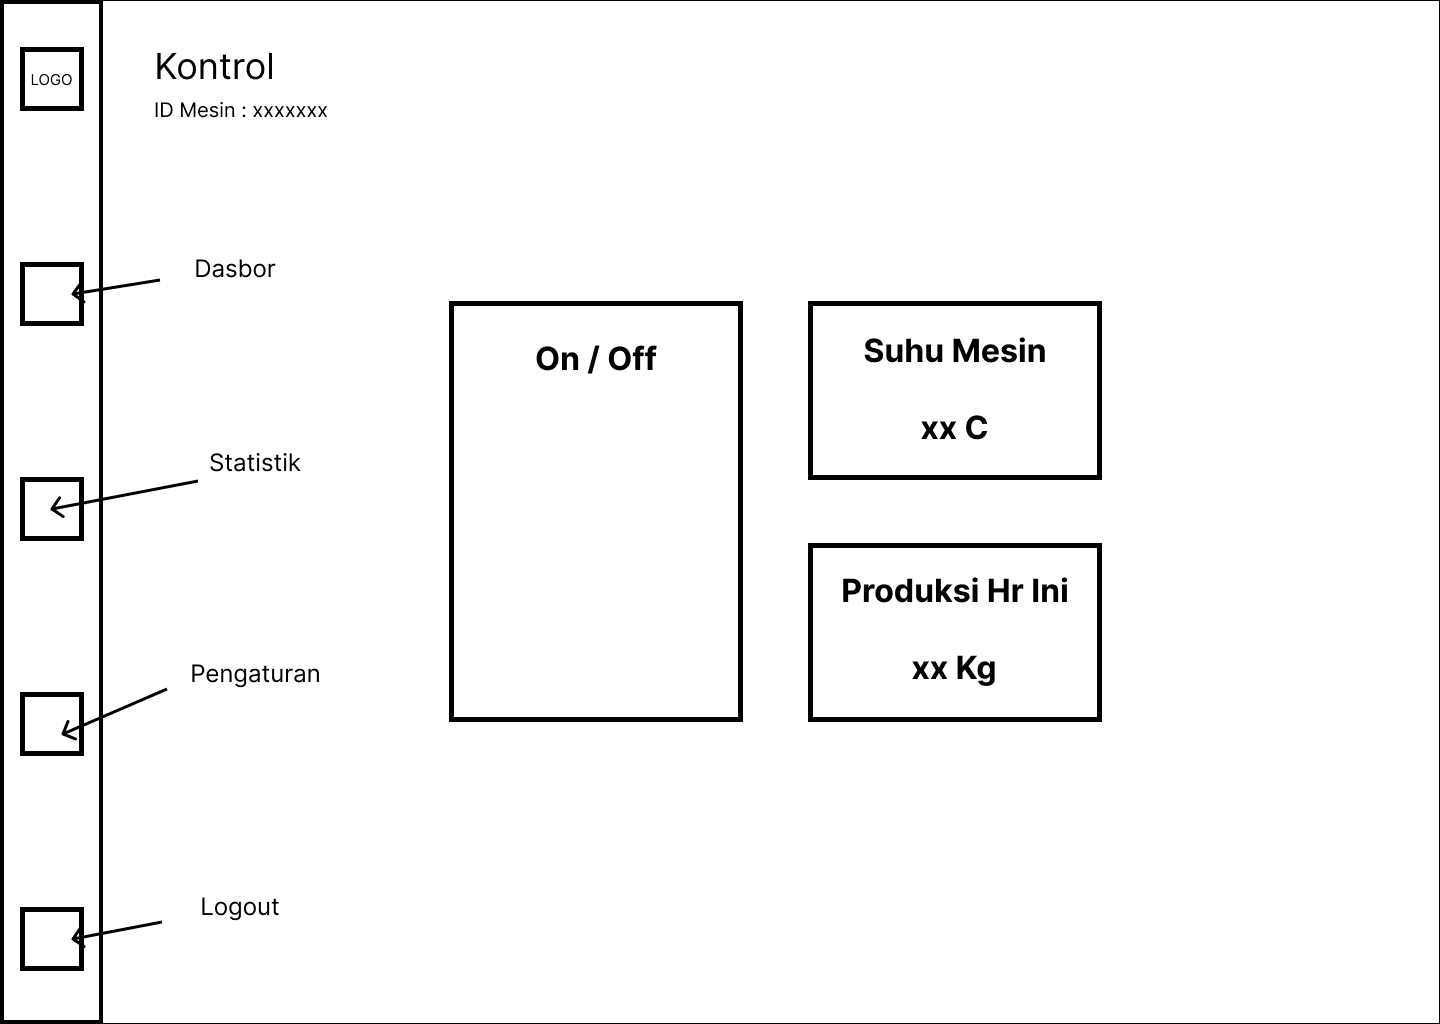 LOGO
Kontrol
ID Mesin : xxxxxxx
Dasbor
Statistik
Pengaturan
Logout
On / Off
Suhu Mesin
xx C
Produksi Hr Ini
xx Kg